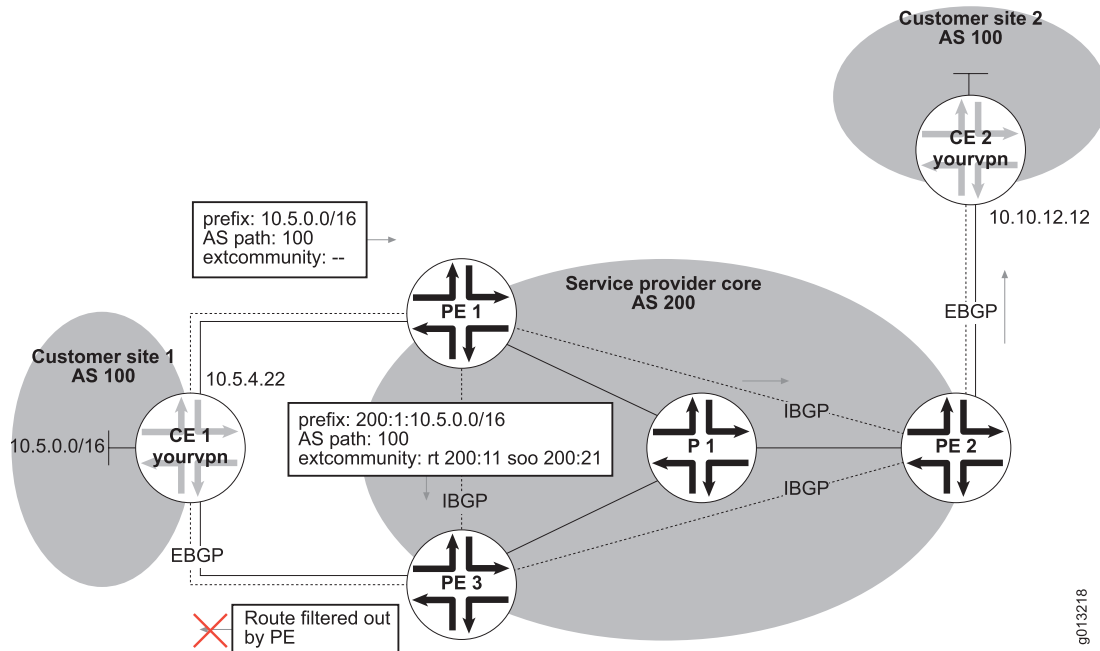 Customer site 2
AS 100
CE 2
yourvpn
10.10.12.12
prefix: 10.5.0.0/16
AS path: 100
extcommunity: --
Service provider core
AS 200
PE 1
EBGP
Customer site 1
AS 100
10.5.4.22
prefix: 200:1:10.5.0.0/16
AS path: 100
extcommunity: rt 200:11 soo 200:21
IBGP
10.5.0.0/16
CE 1
yourvpn
P 1
PE 2
IBGP
IBGP
EBGP
PE 3
Route filtered out
by PE
g013218